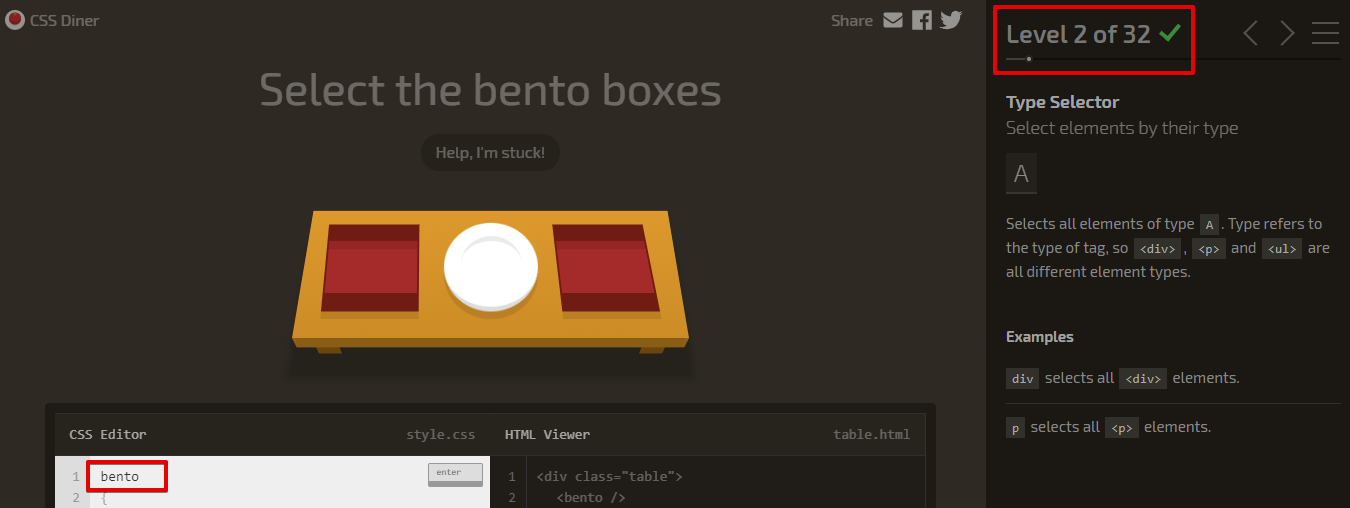 CSS Diner
Share
Select the bento boxes
Help, I'm stuck!
CSS Editor style.css
1 bento enter
2 {
HTML Viewer table.html
1 <div class="table">
2 <bento />
Level 2 of 32
Type Selector
Select elements by their type
A
Selects all elements of type A. Type refers to
the type of tag, so <div>, <p> and <ul> are
all different element types.
Examples
div selects all <div> elements.
p selects all <p> elements.